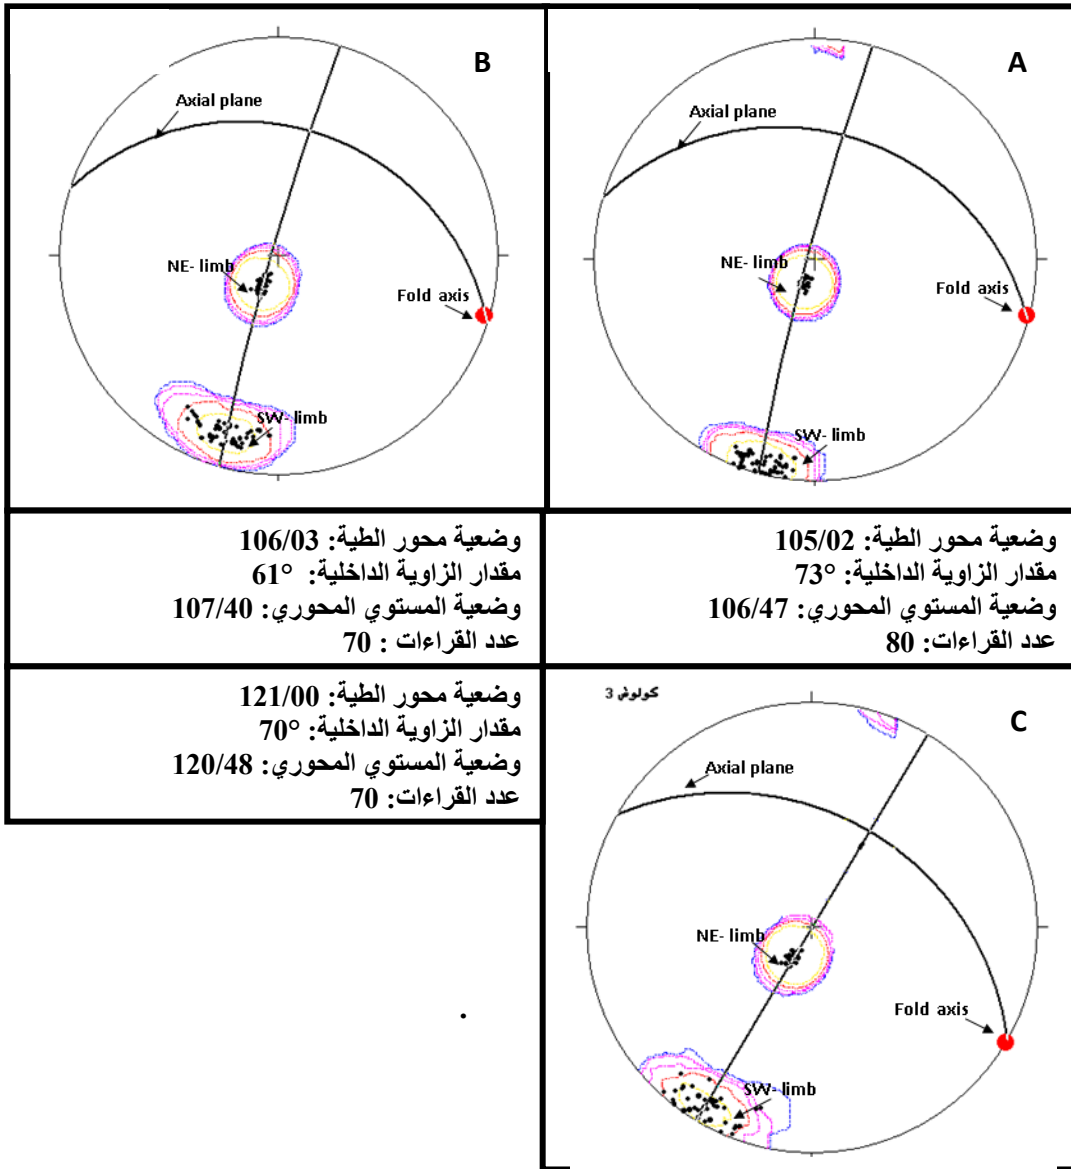 B
Axial plane
NE- limb
Fold axis
SW- limb
A
Axial plane
NE- limb
Fold axis
SW- limb
وضعية محور الطية: 106/03
مقدار الزاوية الداخلية: 61°
وضعية المستوي المحوري: 107/40
عدد القراءات : 70
وضعية محور الطية: 105/02
مقدار الزاوية الداخلية: 73°
وضعية المستوي المحوري: 106/47
عدد القراءات: 80
وضعية محور الطية: 121/00
مقدار الزاوية الداخلية: 70°
وضعية المستوي المحوري: 120/48
عدد القراءات: 70
كولوش 3
C
Axial plane
NE- limb
Fold axis
SW- limb